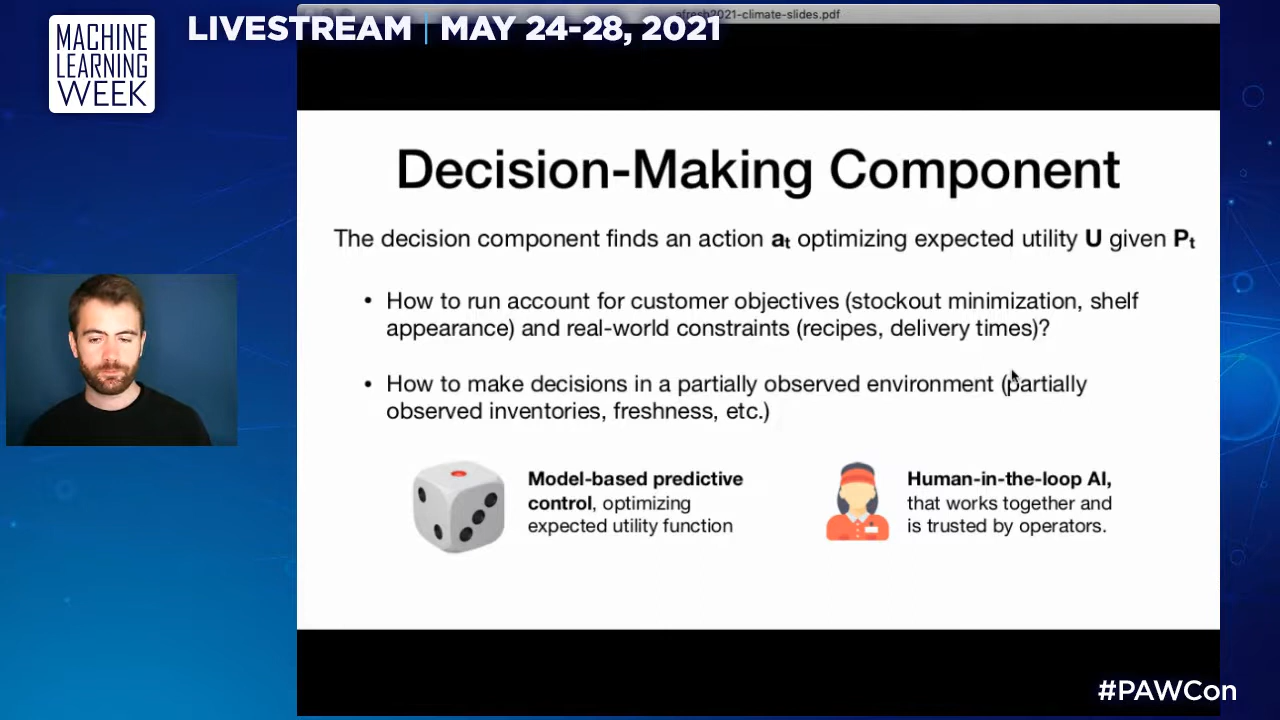 afresh2021-climate-slides.pdf
LIVESTREAM | MAY 24-28, 2021
MACHINE
LEARNING
WEEK
Decision-Making Component
The decision component finds an action at optimizing expected utility U given Pt
• How to run account for customer objectives (stockout minimization, shelf
appearance) and real-world constraints (recipes, delivery times)?
• How to make decisions in a partially observed environment (partially
observed inventories, freshness, etc.)
Model-based predictive
control, optimizing
expected utility function
Human-in-the-loop AI,
that works together and
is trusted by operators.
#PAWCon